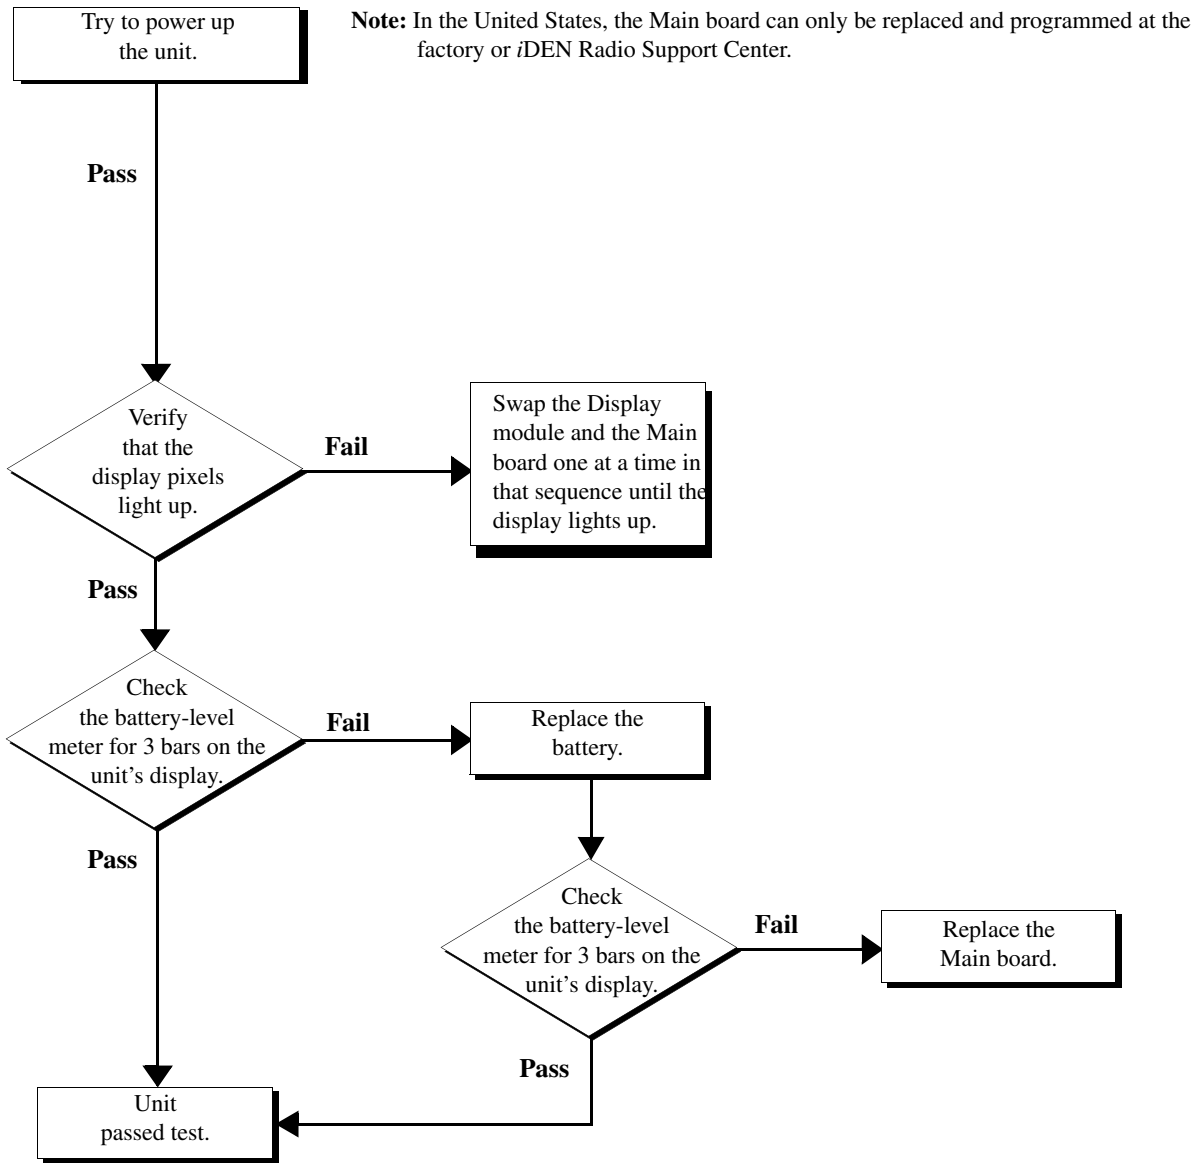 Try to power up
the unit.
Note: In the United States, the Main board can only be replaced and programmed at the
factory or iDEN Radio Support Center.
Pass
Verify
that the
display pixels
light up.
Fail
Swap the Display
module and the Main
board one at a time in
that sequence until the
display lights up.
Pass
Check
the battery-level
meter for 3 bars on the
unit’s display.
Fail
Replace the
battery.
Pass
Check
the battery-level
meter for 3 bars on the
unit’s display.
Fail
Replace the
Main board.
Pass
Unit
passed test.